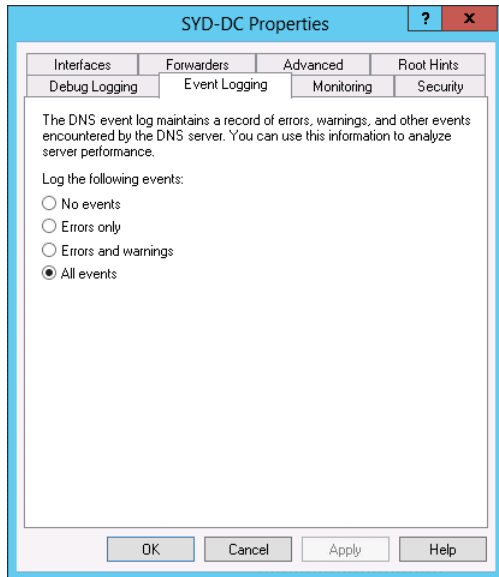 SYD-DC Properties
?
x
Interfaces
Forwarders
Advanced
Root Hints
Debug Logging
Event Logging
Monitoring
Security
The DNS event log maintains a record of errors, warnings, and other events
encountered by the DNS server. You can use this information to analyze
server performance.
Log the following events:
No events
Errors only
Errors and warnings
All events
OK
Cancel
Apply
Help